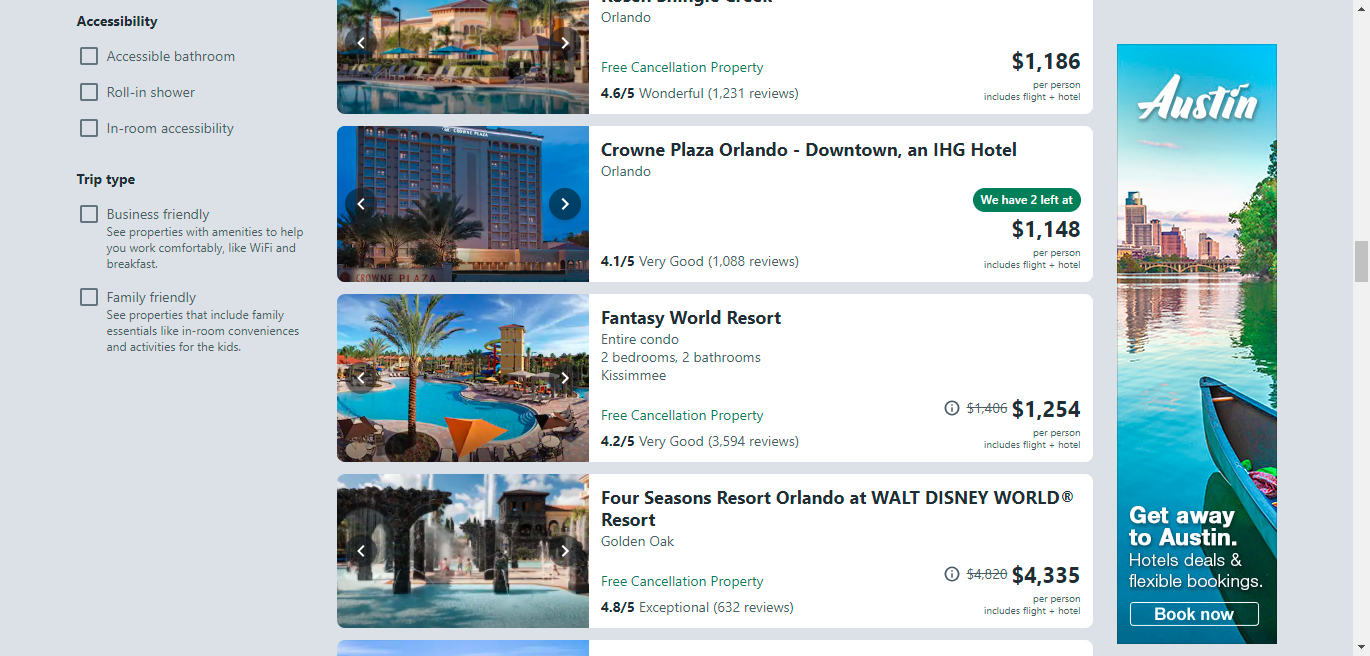 Accessibility
Accessible bathroom
Roll-in shower
In-room accessibility
Trip type
Business friendly
See properties with amenities to help
you work comfortably, like WiFi and
breakfast.
Family friendly
See properties that include family
essentials like in-room conveniences
and activities for the kids.
Rosen Shingle Creek
Orlando
Free Cancellation Property
4.6/5 Wonderful (1,231 reviews)
$1,186
per person
includes flight + hotel
CROWNE PLAZA
CROWNE PLAZA
Crowne Plaza Orlando - Downtown, an IHG Hotel
Orlando
We have 2 left at
$1,148
per person
includes flight + hotel
4.1/5 Very Good (1,088 reviews)
Fantasy World Resort
Entire condo
2 bedrooms, 2 bathrooms
Kissimmee
Free Cancellation Property
4.2/5 Very Good (3,594 reviews)
$1,406 $1,254
per person
includes flight + hotel
Four Seasons Resort Orlando at WALT DISNEY WORLD®
Resort
Golden Oak
Free Cancellation Property
4.8/5 Exceptional (632 reviews)
$4,820 $4,335
per person
includes flight + hotel
Austin
Get away
to Austin.
Hotels deals &
flexible bookings.
Book now